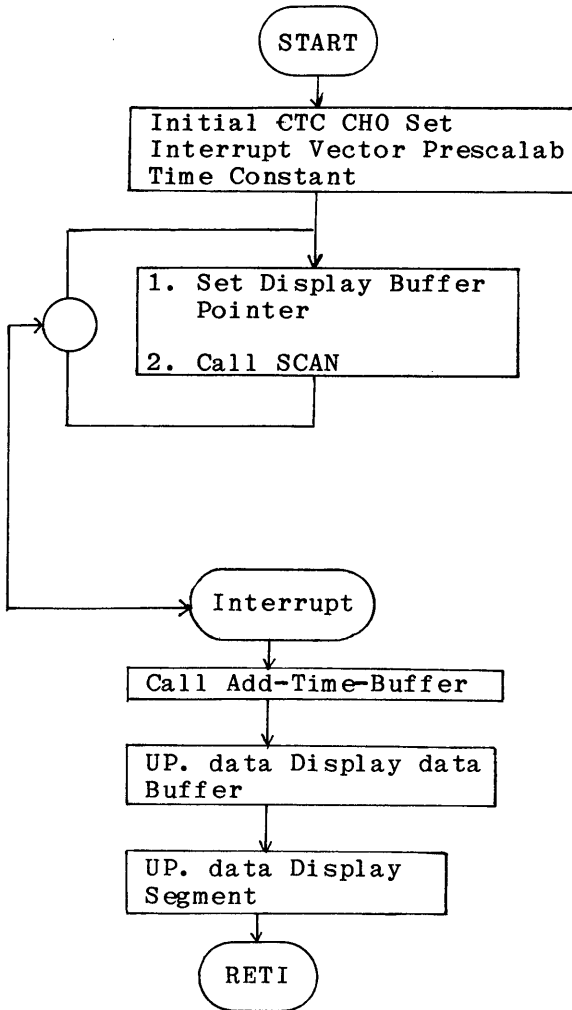 START
Initial CTC CHO Set
Interrupt Vector Prescalab
Time Constant
1. Set Display Buffer
Pointer
2. Call SCAN
Interrupt
Call Add-Time-Buffer
UP. data Display data
Buffer
UP. data Display
Segment
RETI